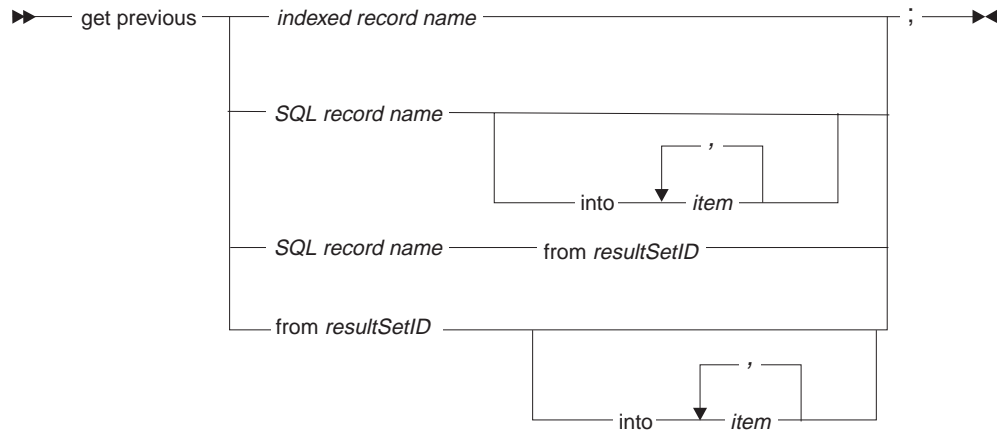 get previous indexed record name ;
SQL record name
,
into item
SQL record name from resultSetID
from resultSetID
,
into item